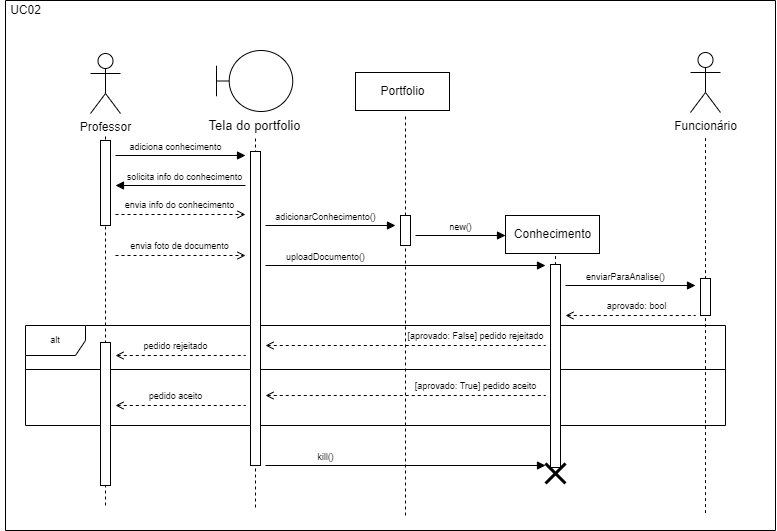 UC02
Professor
Tela do portfolio
Portfolio
Funcionário
adiciona conhecimento
solicita info do conhecimento
envia info do conhecimento
adicionarConhecimento()
new()
Conhecimento
envia foto de documento
uploadDocumento()
enviarParaAnalise()
aprovado: bool
alt
[aprovado: False] pedido rejeitado
pedido rejeitado
[aprovado: True] pedido aceito
pedido aceito
kill()